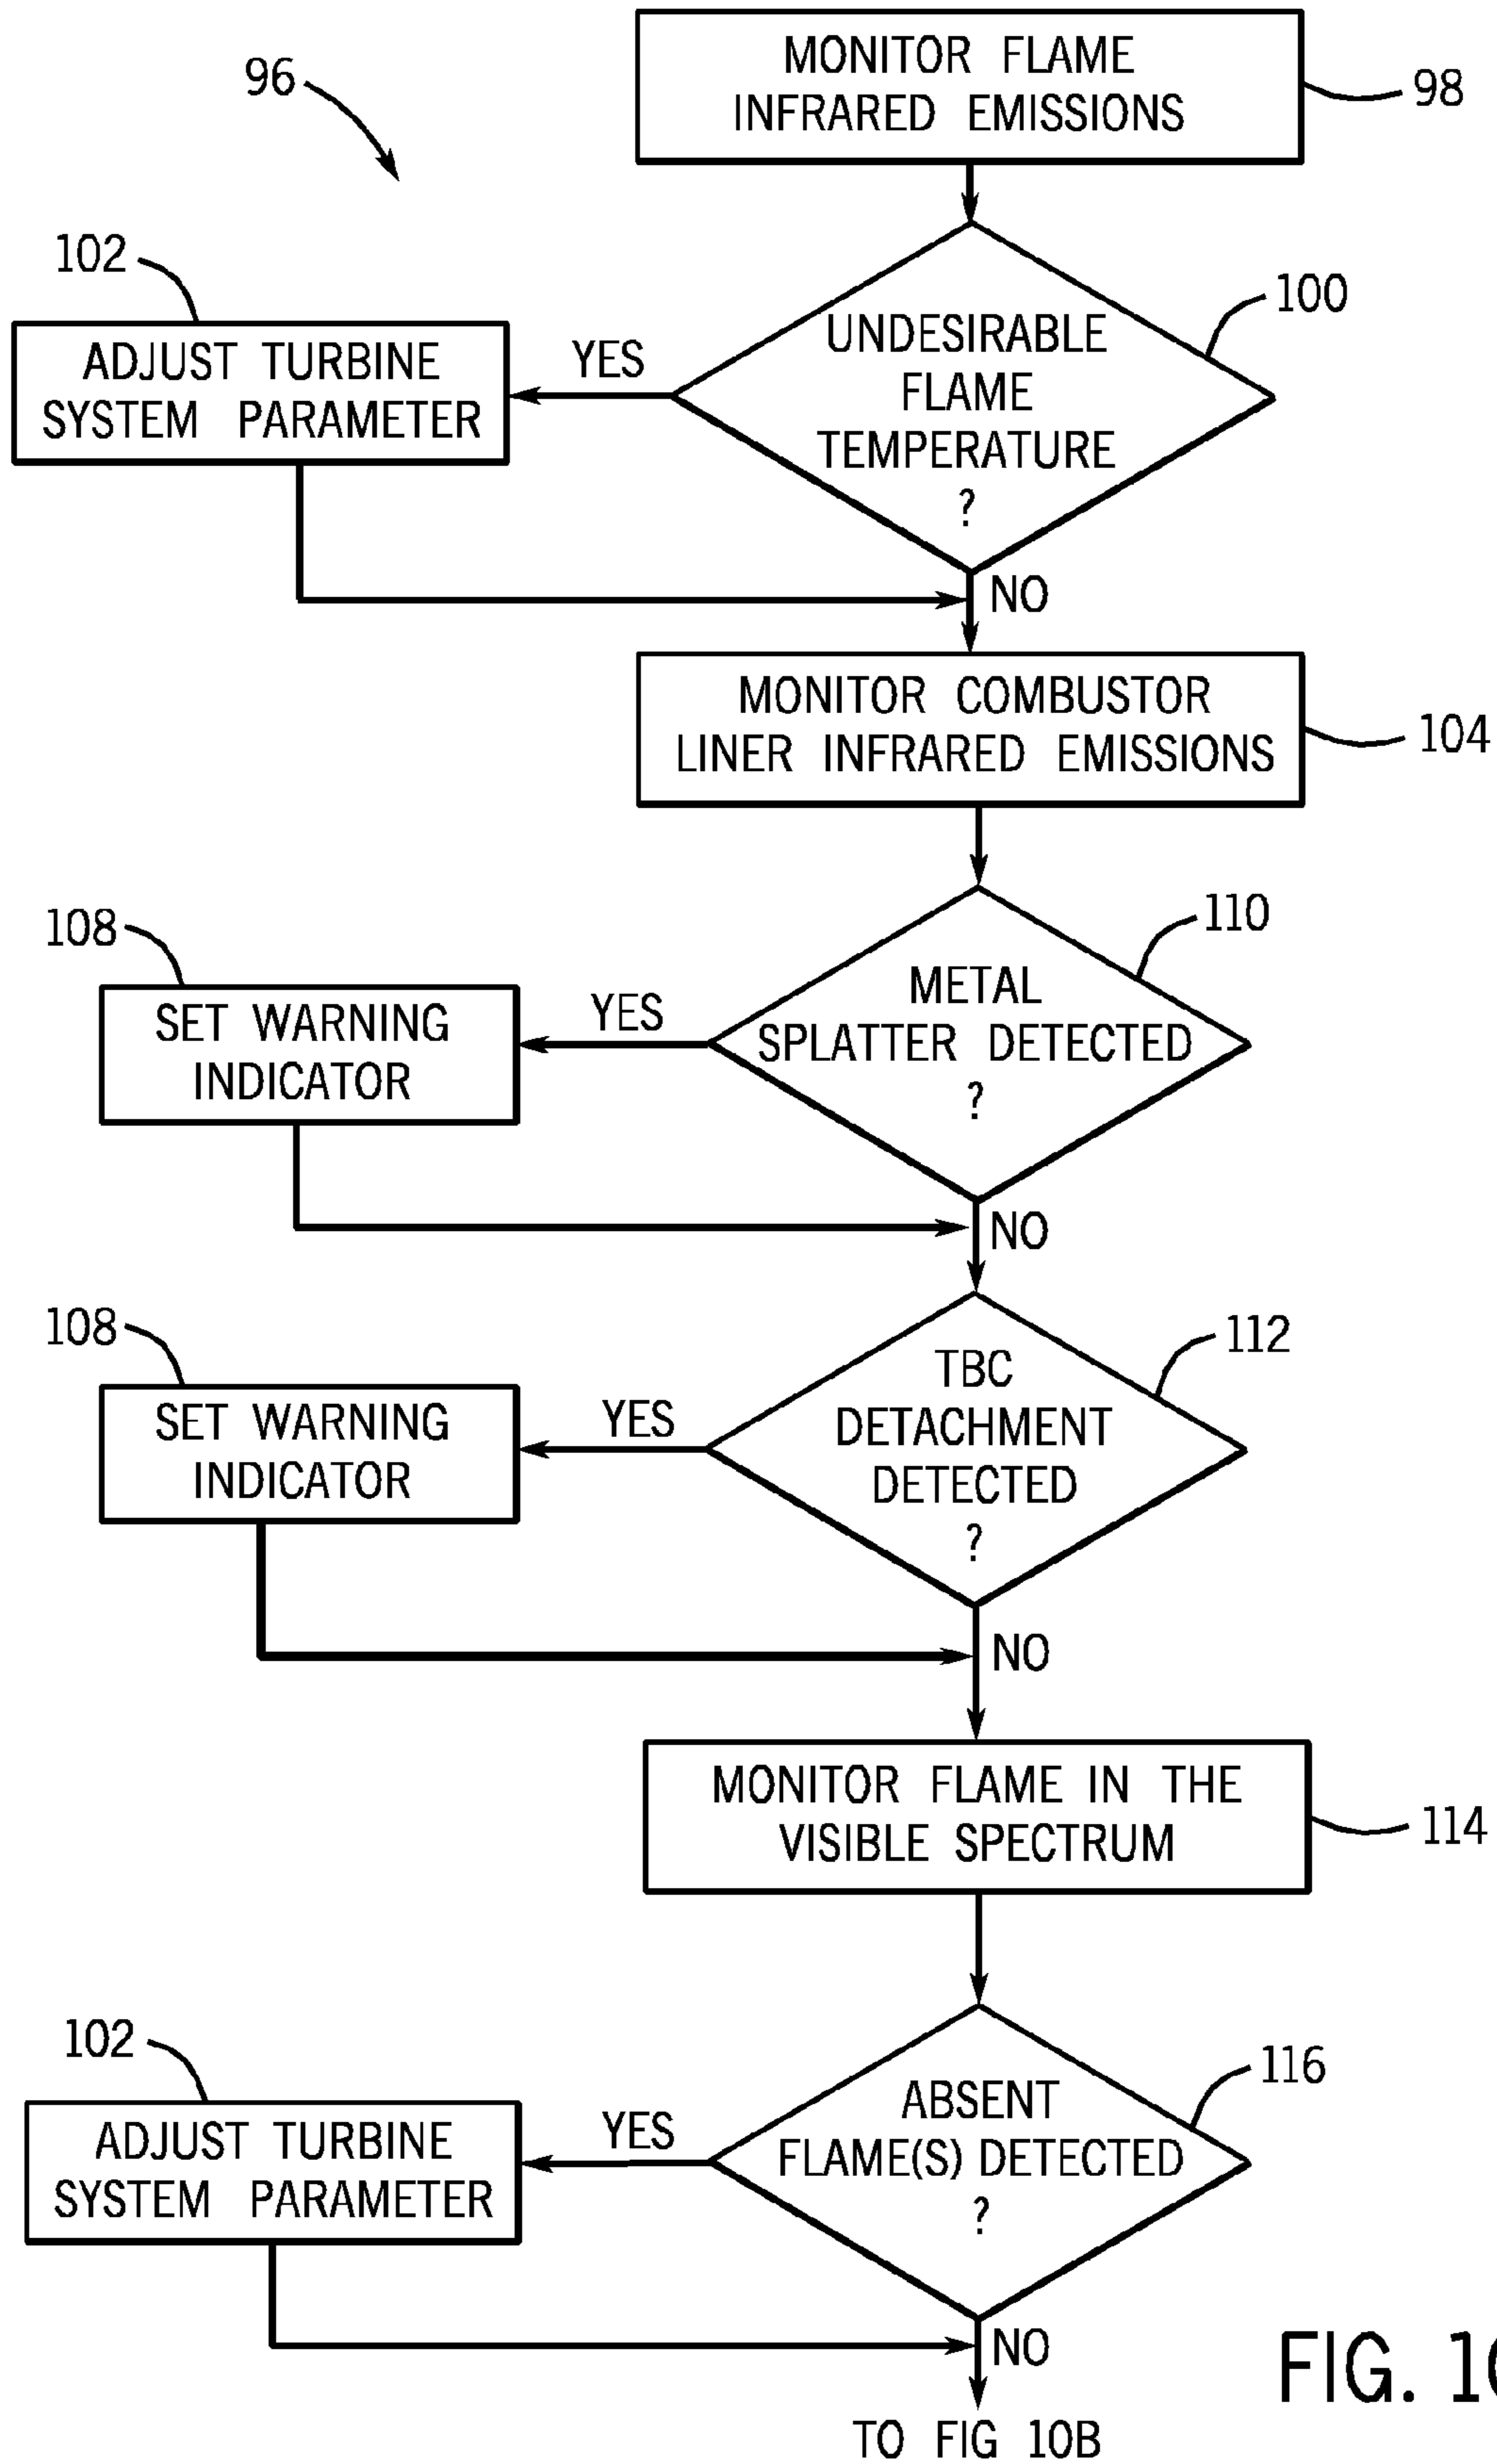 MONITOR FLAME
INFRARED EMISSIONS
98
96
102
100
UNDESIRABLE
FLAME
TEMPERATURE
?
YES
ADJUST TURBINE
SYSTEM PARAMETER
NO
MONITOR COMBUSTOR
LINER INFRARED EMISSIONS
104
108
110
METAL
SPLATTER DETECTED
?
YES
SET WARNING
INDICATOR
NO
108
112
TBC
DETACHMENT
DETECTED
?
YES
SET WARNING
INDICATOR
NO
MONITOR FLAME IN THE
VISIBLE SPECTRUM
114
102
116
ABSENT
FLAME(S) DETECTED
?
YES
ADJUST TURBINE
SYSTEM PARAMETER
NO
TO FIG 10B
FIG.